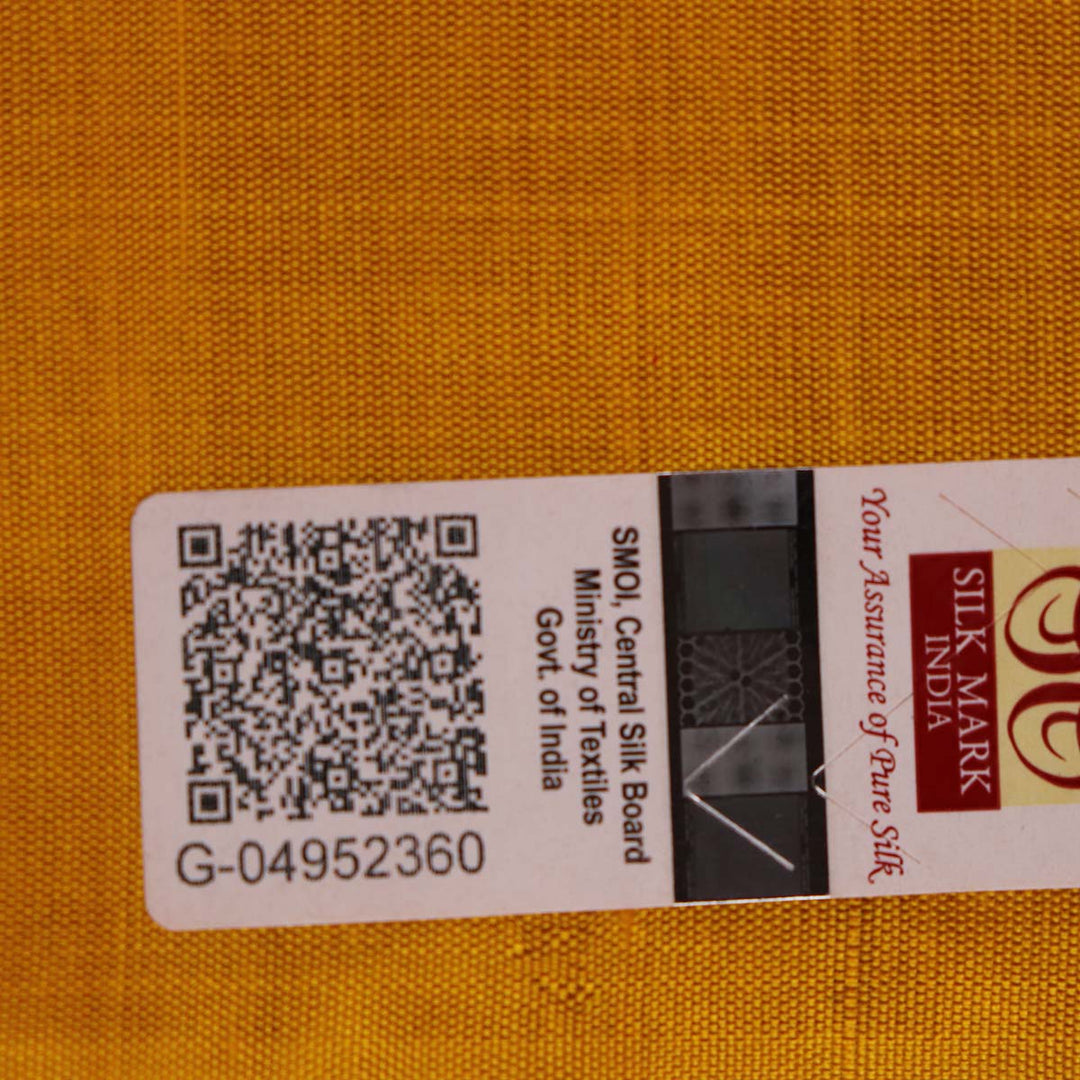 G-04952360
SMOI, Central Silk Board
Ministry of Textiles
Govt. of India
Your Assurance of Pure Silk
SILK MARK
INDIA